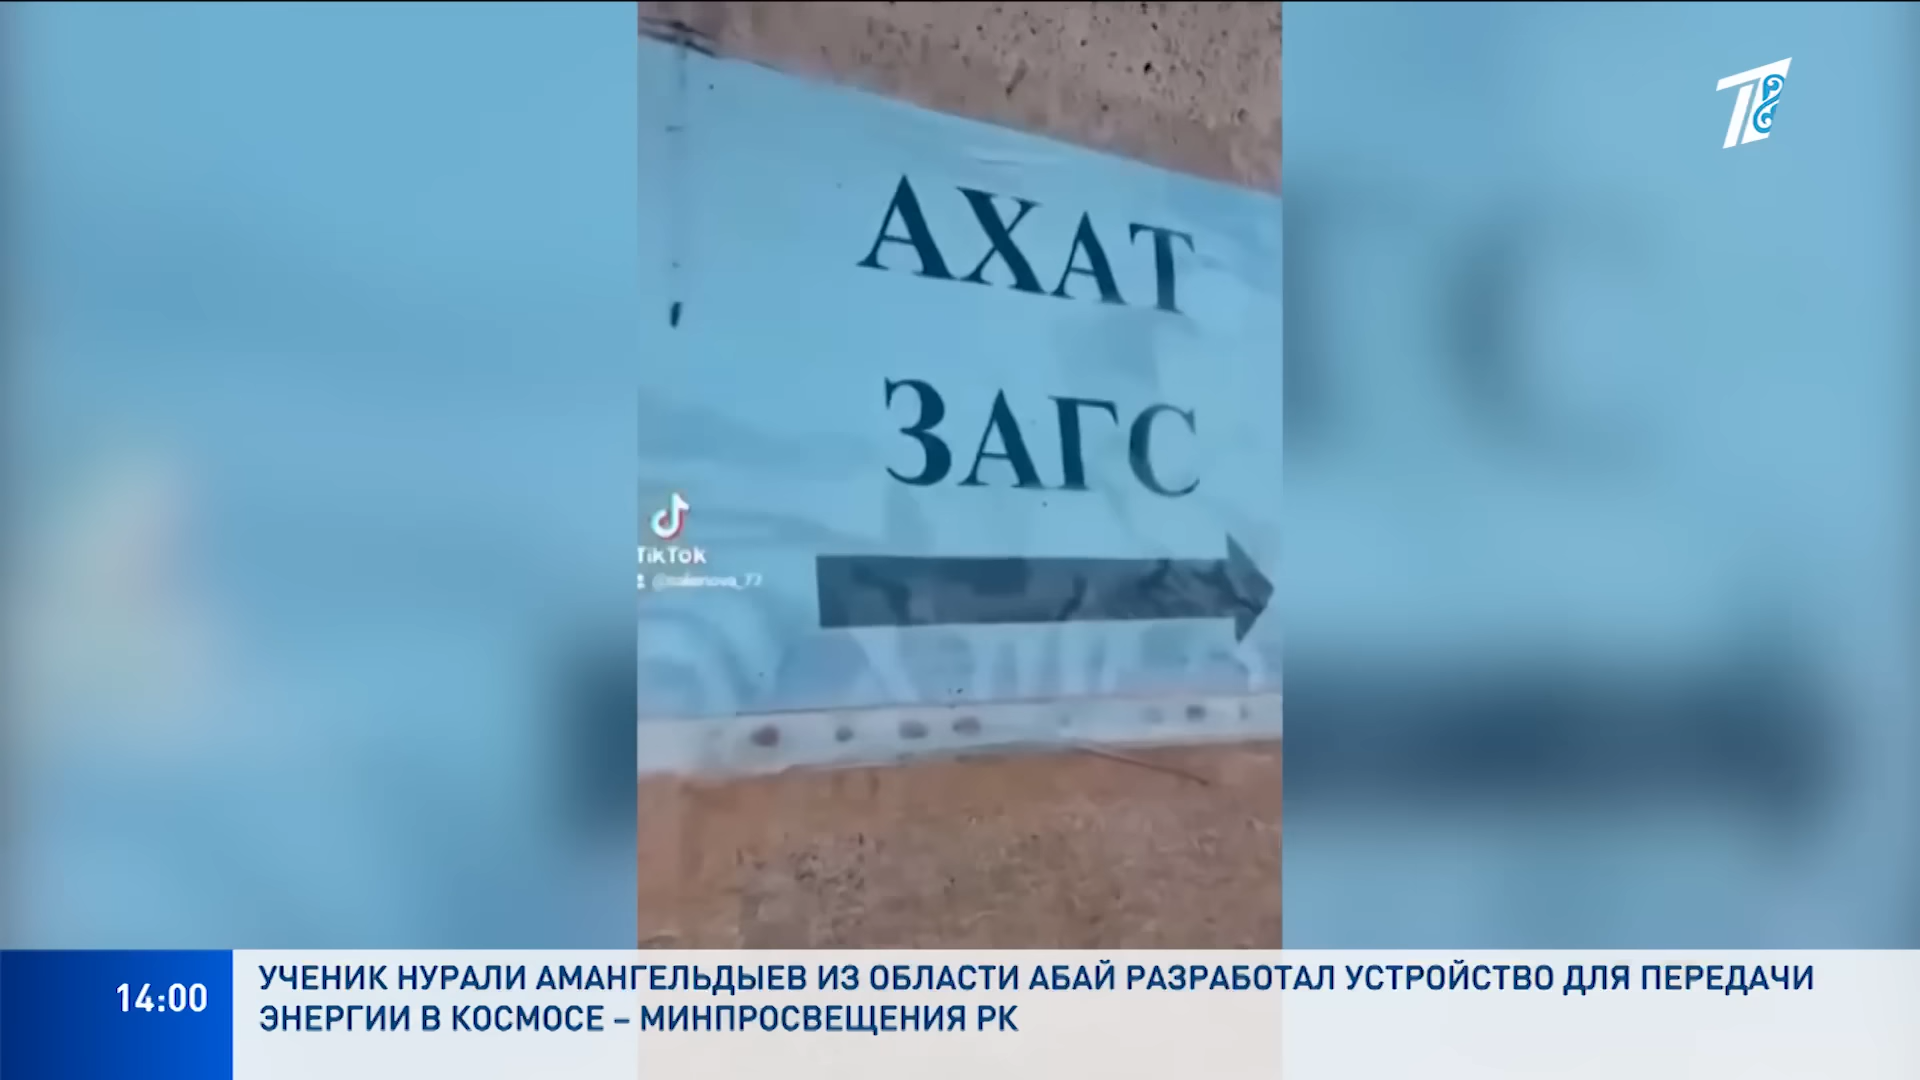 АХАТ
ЗАГС
TikTok
14:00
УЧЕНИК НУРАЛИ АМАНГЕЛЬДЫЕВ ИЗ ОБЛАСТИ АБАЙ РАЗРАБОТАЛ УСТРОЙСТВО ДЛЯ ПЕРЕДАЧИ
ЭНЕРГИИ В КОСМОСЕ – МИНПРОСВЕЩЕНИЯ РК